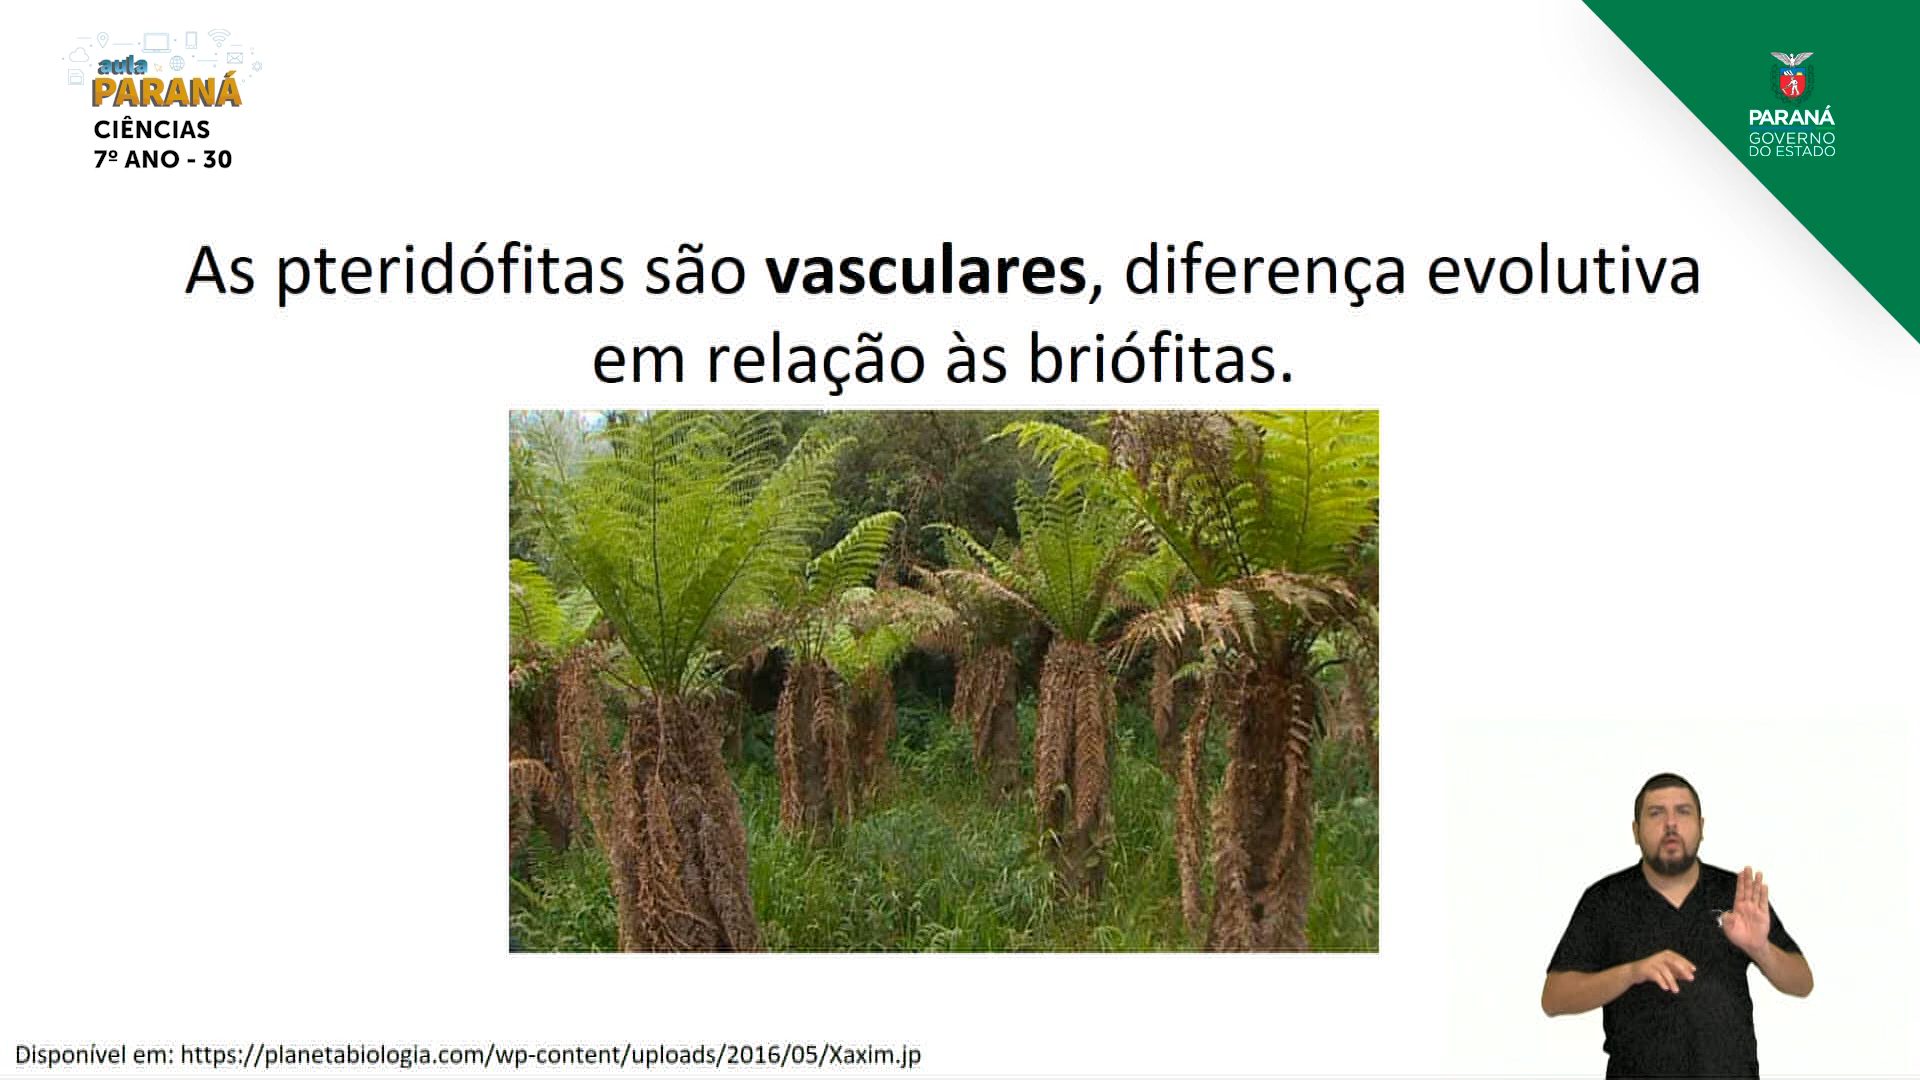 aula
PARANÁ
CIÊNCIAS
7º ANO - 30
PARANÁ
GOVERNO
DO ESTADO
As pteridófitas são vasculares, diferença evolutiva
em relação às briófitas.
Disponível em: https://planetabiologia.com/wp-content/uploads/2016/05/Xaxim.jp